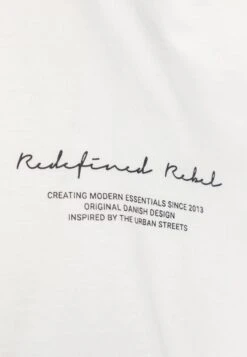 Redefined Rebel
CREATING MODERN ESSENTIALS SINCE 2013
ORIGINAL DANISH DESIGN
INSPIRED BY THE URBAN STREETS